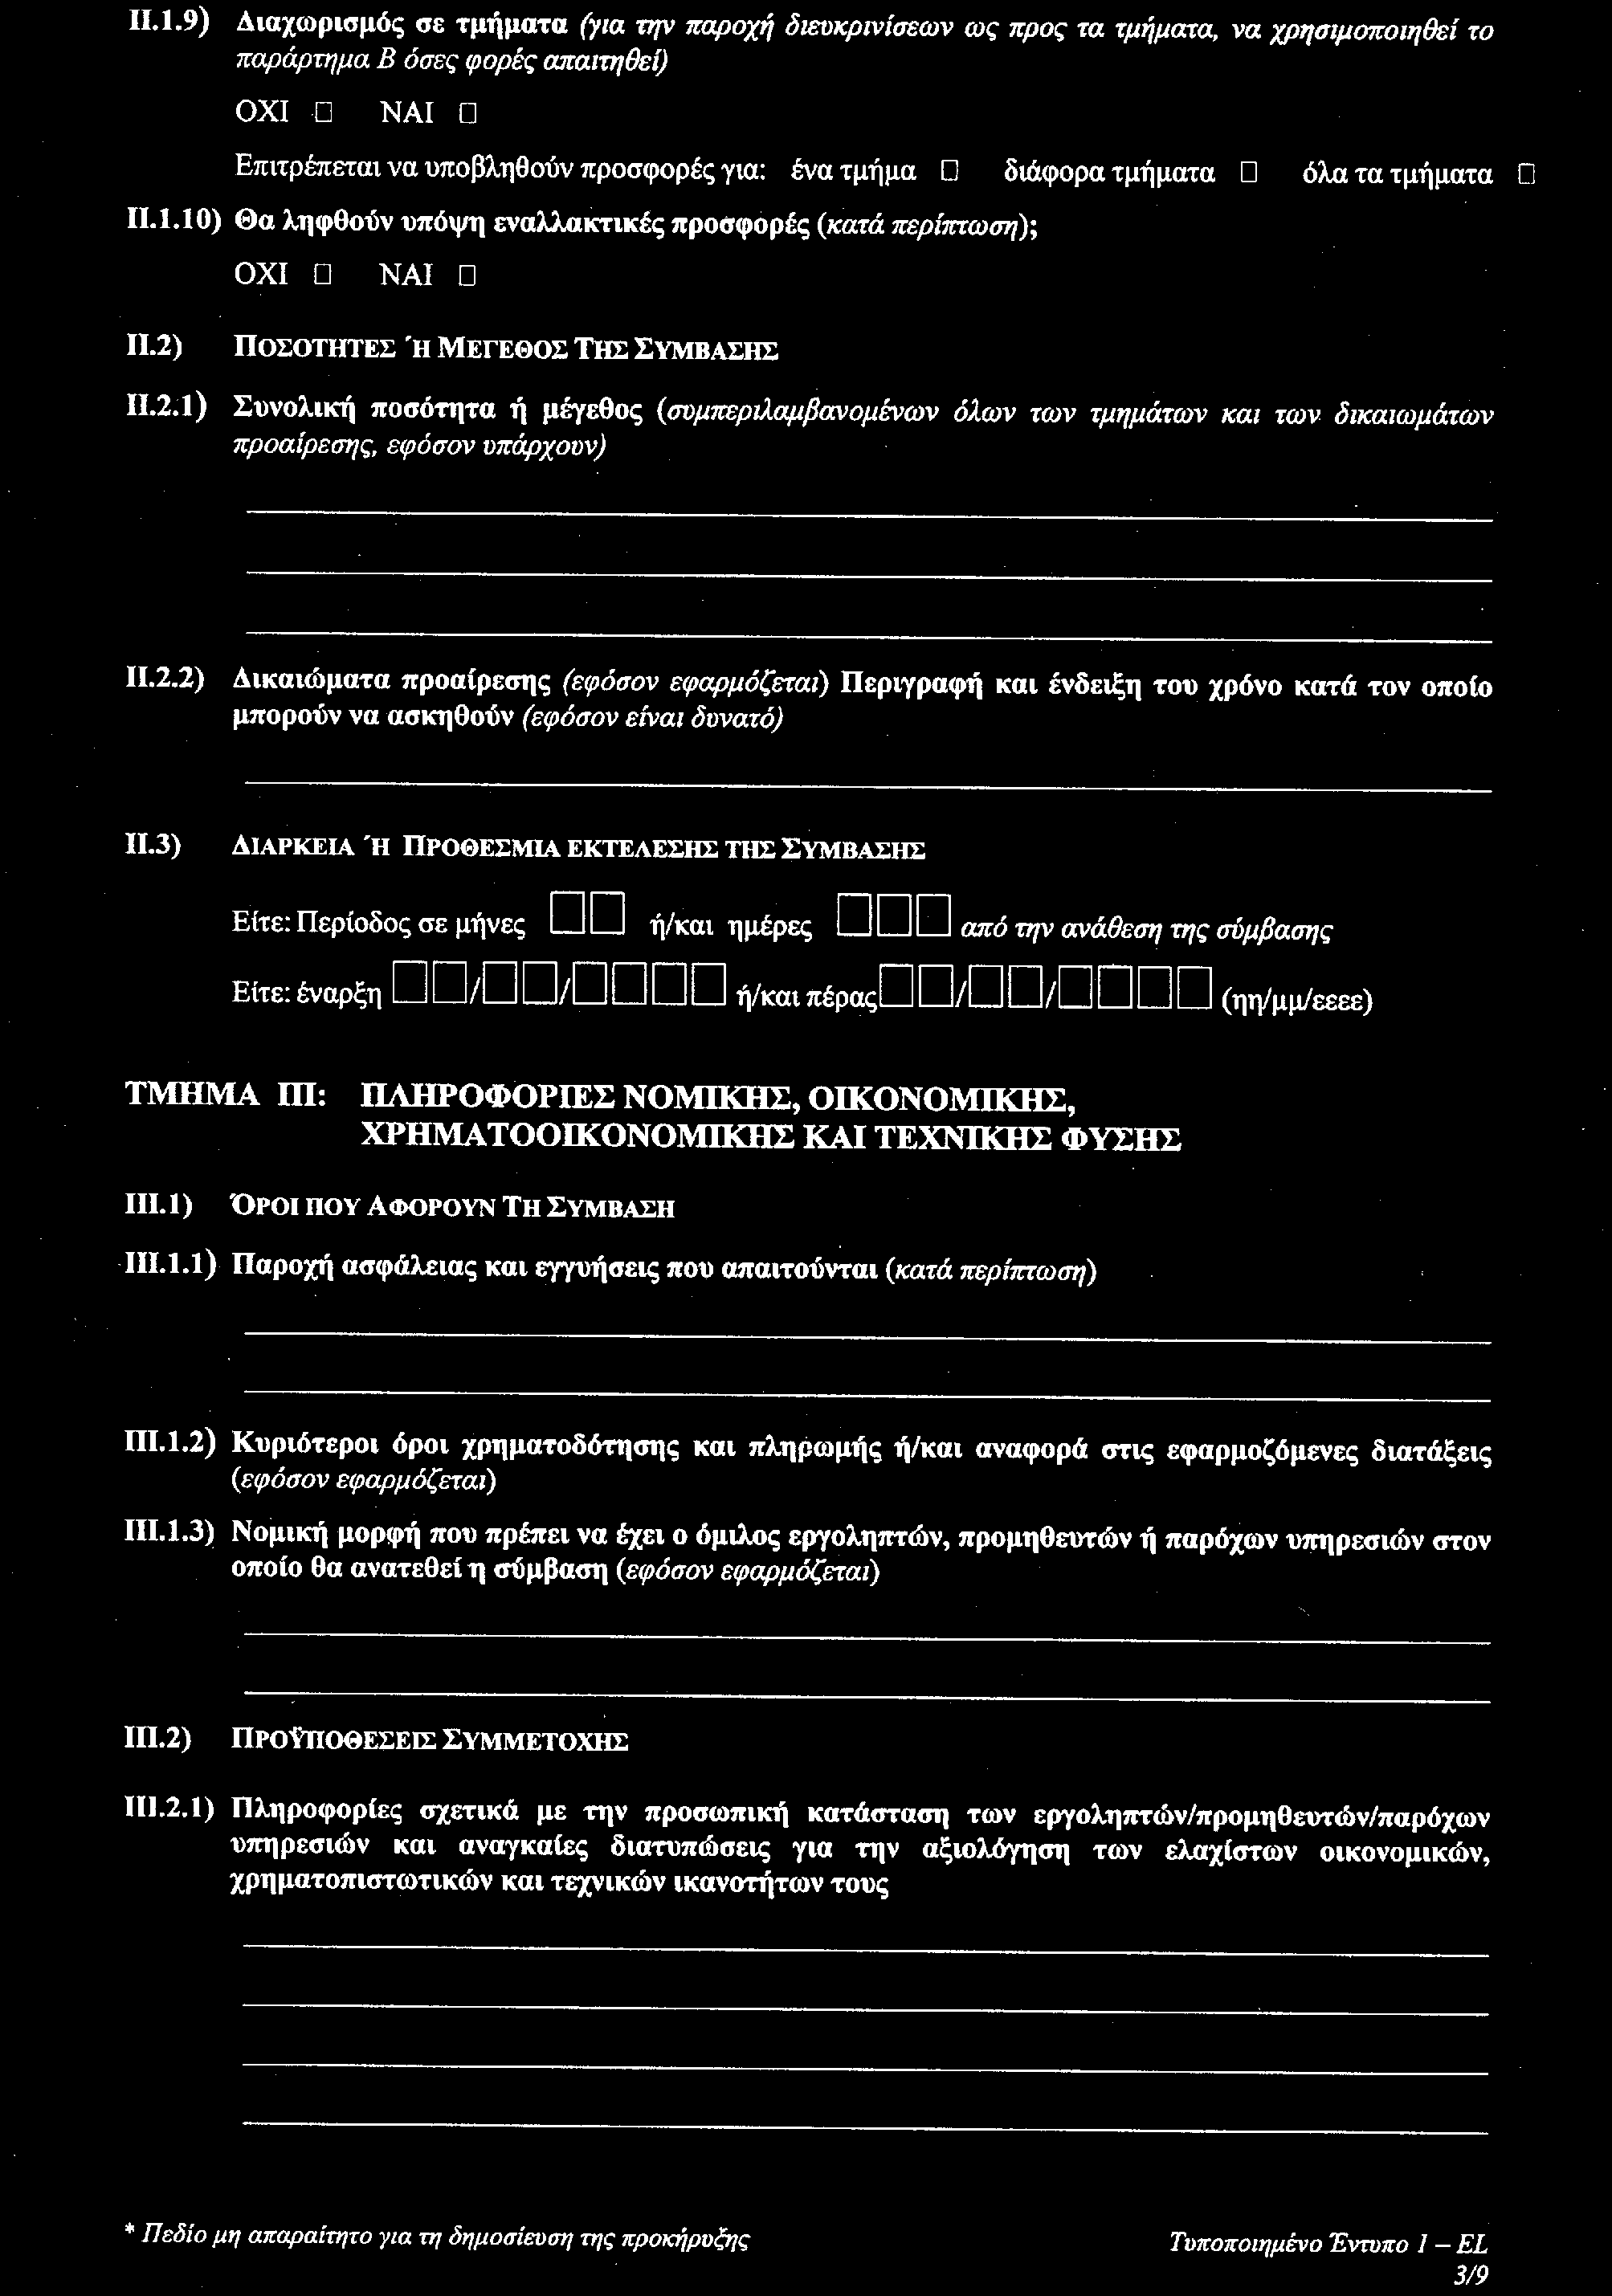 II.1.9) Διαχωρισμός σε τμήματα (για την παροχή διευκρινίσεων ως προς τα τμήματα, να χρησιμοποιηθεί το
παράρτημα Β όσες φορές απαιτηθεί)
ΟΧΙ □ ΝΑΙ □
Επιτρέπεται να υποβληθούν προσφορές για: ένα τμήμα □ διάφορα τμήματα □ όλα τα τμήματα □
II.1.10) Θα ληφθούν υπόψη εναλλακτικές προσφορές (κατά περίπτωση);
ΟΧΙ □ ΝΑΙ □
II.2) ΠΟΣΟΤΗΤΕΣ Ή ΜΕΓΕΘΟΣ ΤΗΣ ΣΥΜΒΑΣΗΣ
II.2.1) Συνολική ποσότητα ή μέγεθος (συμπεριλαμβανομένων όλων των τμημάτων και των δικαιωμάτων
προαίρεσης, εφόσον υπάρχουν)
II.2.2) Δικαιώματα προαίρεσης (εφόσον εφαρμόζεται) Περιγραφή και ένδειξη του χρόνο κατά τον οποίο
μπορούν να ασκηθούν (εφόσον είναι δυνατό)
II.3) ΔΙΑΡΚΕΙΑ Ή ΠΡΟΘΕΣΜΙΑ ΕΚΤΕΛΕΣΗΣ ΤΗΣ ΣΥΜΒΑΣΗΣ
Είτε: Περίοδος σε μήνες □□ ή/και ημέρες □□□ από την ανάθεση της σύμβασης
Είτε: έναρξη □□/□□/□□□□ ή/και πέρας □□/□□/□□□□ (ηη/μμ/εεεε)
ΤΜΗΜΑ III: ΠΛΗΡΟΦΟΡΙΕΣ ΝΟΜΙΚΗΣ, ΟΙΚΟΝΟΜΙΚΗΣ,
ΧΡΗΜΑΤΟΟΙΚΟΝΟΜΙΚΗΣ ΚΑΙ ΤΕΧΝΙΚΗΣ ΦΥΣΗΣ
III.1) ΌΡΟΙ ΠΟΥ ΑΦΟΡΟΥΝ ΤΗ ΣΥΜΒΑΣΗ
III.1.1) Παροχή ασφάλειας και εγγυήσεις που απαιτούνται (κατά περίπτωση)
III.1.2) Κυριότεροι όροι χρηματοδότησης και πληρωμής ή/και αναφορά στις εφαρμοζόμενες διατάξεις
(εφόσον εφαρμόζεται)
III.1.3) Νομική μορφή που πρέπει να έχει ο όμιλος εργοληπτών, προμηθευτών ή παρόχων υπηρεσιών στον
οποίο θα ανατεθεί η σύμβαση (εφόσον εφαρμόζεται)
III.2) ΠΡΟΫΠΟΘΕΣΕΙΣ ΣΥΜΜΕΤΟΧΗΣ
III.2.1) Πληροφορίες σχετικά με την προσωπική κατάσταση των εργοληπτών/προμηθευτών/παρόχων
υπηρεσιών και αναγκαίες διατυπώσεις για την αξιολόγηση των ελαχίστων οικονομικών,
χρηματοπιστωτικών και τεχνικών ικανοτήτων τους
* Πεδίο μη απαραίτητο για τη δημοσίευση της προκήρυξης
Τυποποιημένο Έντυπο 1 – EL
3/9